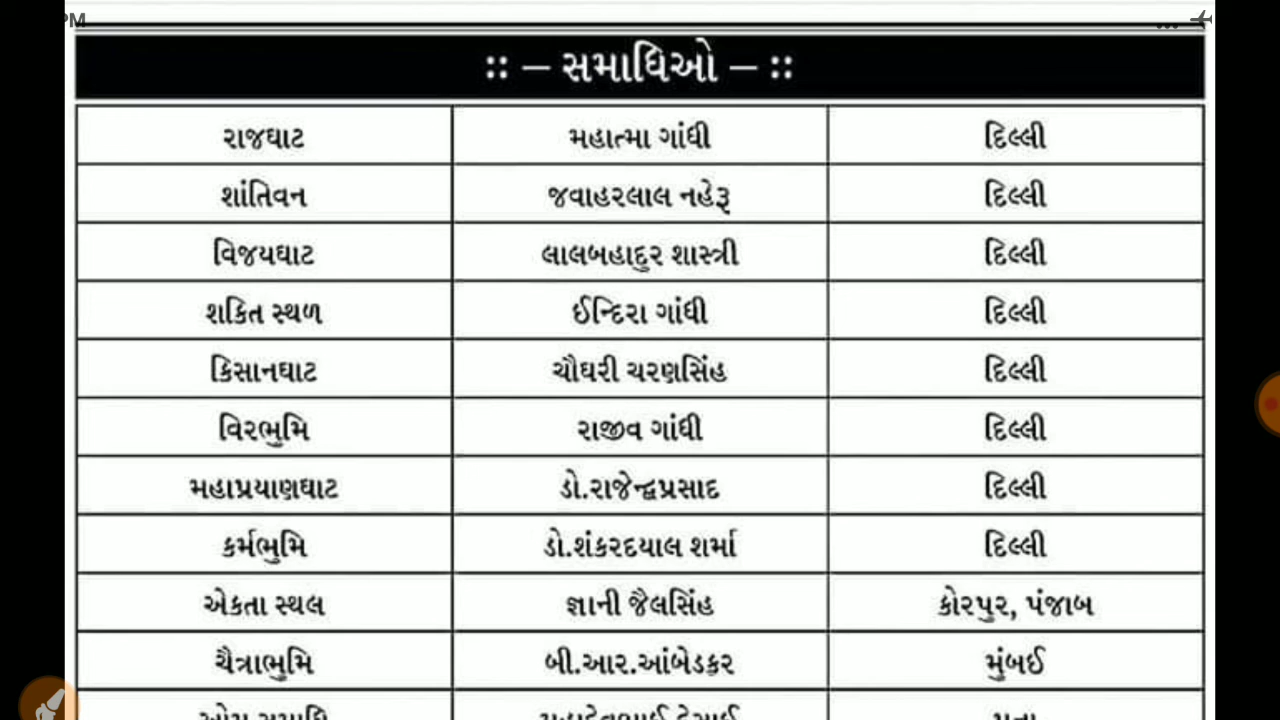 PM
:: – સમાધિઓ – ::
રાજઘાટ મહાત્મા ગાંધી દિલ્લી
શાંતિવન જવાહરલાલ નહેરૂ દિલ્લી
વિજયઘાટ લાલબહાદુર શાસ્ત્રી દિલ્લી
શકિત સ્થળ ઈન્દિરા ગાંધી દિલ્લી
કિસાનઘાટ ચૌધરી ચરણસિંહ દિલ્લી
વિરભુમિ રાજીવ ગાંધી દિલ્લી
મહાપ્રયાણઘાટ ડો.રાજેન્દ્રપ્રસાદ દિલ્લી
કર્મભુમિ ડો.શંકરદયાલ શર્મા દિલ્લી
એકતા સ્થલ જ્ઞાની જૈલસિંહ કોરપુર, પંજાબ
ચૈત્રાભુમિ બી.આર.આંબેડકર મુંબઈ